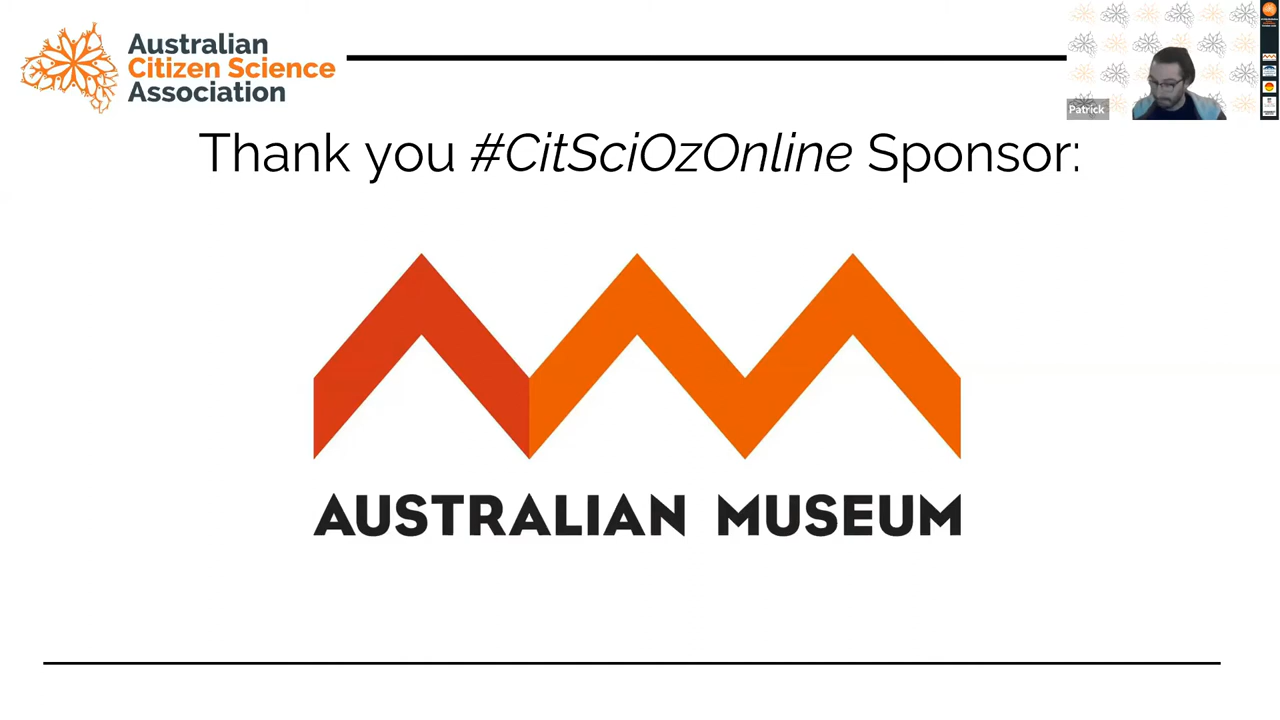 Australian
Citizen Science
Association
Patrick
Thank you #CitSciOzOnline Sponsor:
AUSTRALIAN MUSEUM